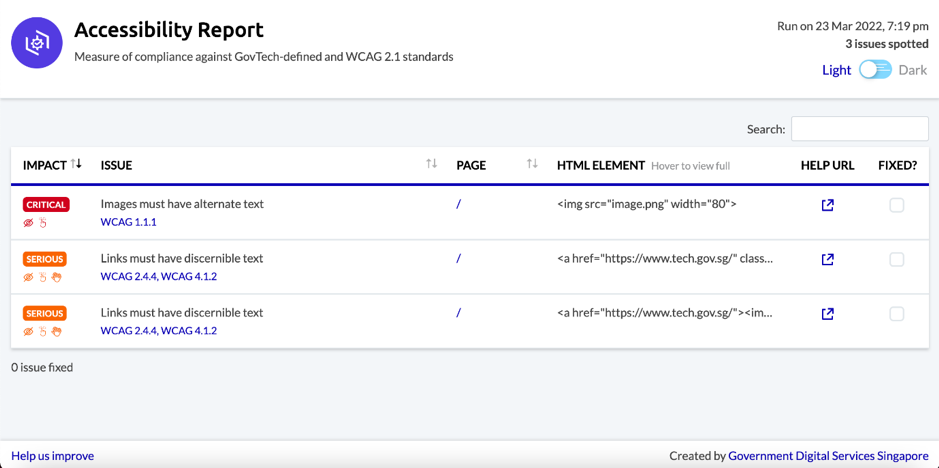 Accessibility Report
Measure of compliance against GovTech-defined and WCAG 2.1 standards
Run on 23 Mar 2022, 7:19 pm
3 issues spotted
Light Dark
Search:
IMPACT ISSUE PAGE HTML ELEMENT Hover to view full HELP URL FIXED?
CRITICAL Images must have alternate text / <img src="image.png" width="80">
WCAG 1.1.1
SERIOUS Links must have discernible text / <a href="https://www.tech.gov.sg/" class...
WCAG 2.4.4, WCAG 4.1.2
SERIOUS Links must have discernible text / <a href="https://www.tech.gov.sg/"><im...
WCAG 2.4.4, WCAG 4.1.2
0 issue fixed
Help us improve Created by Government Digital Services Singapore